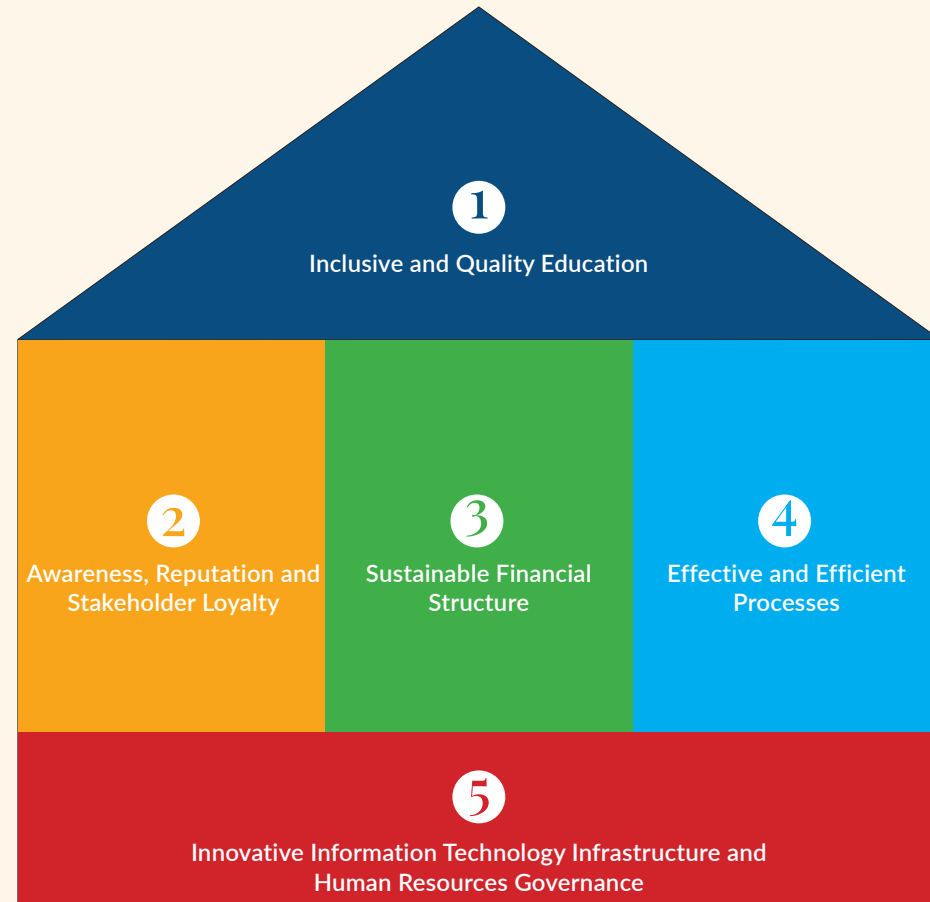 1
Inclusive and Quality Education
2
Awareness, Reputation and
Stakeholder Loyalty
3
Sustainable Financial
Structure
4
Effective and Efficient
Processes
5
Innovative Information Technology Infrastructure and
Human Resources Governance